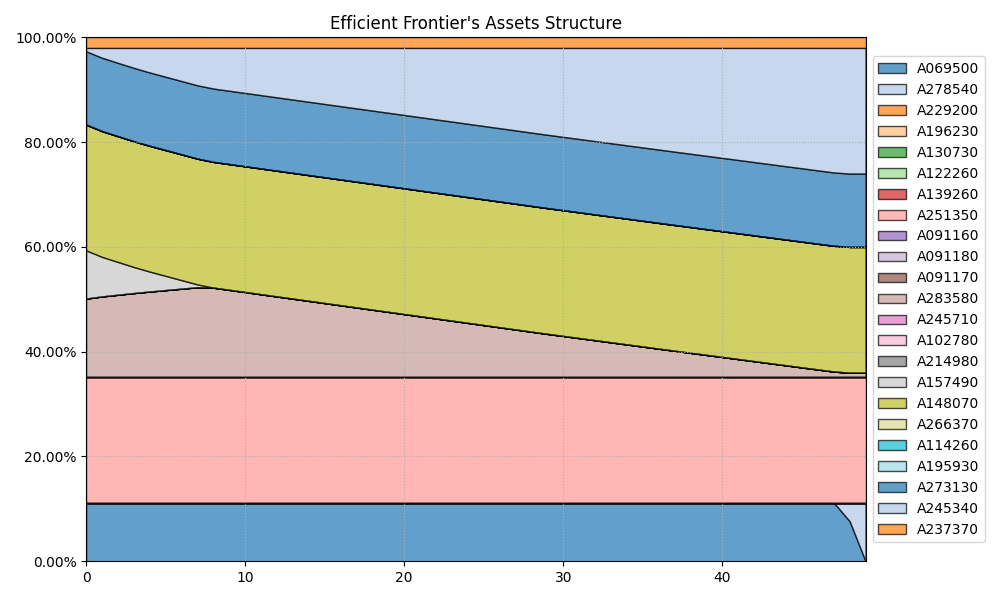 Efficient Frontier's Assets Structure
100.00%
80.00%
60.00%
40.00%
20.00%
0.00%
0
10
20
30
40
A069500
A278540
A229200
A196230
A130730
A122260
A139260
A251350
A091160
A091180
A091170
A283580
A245710
A102780
A214980
A157490
A148070
A266370
A114260
A195930
A273130
A245340
A237370